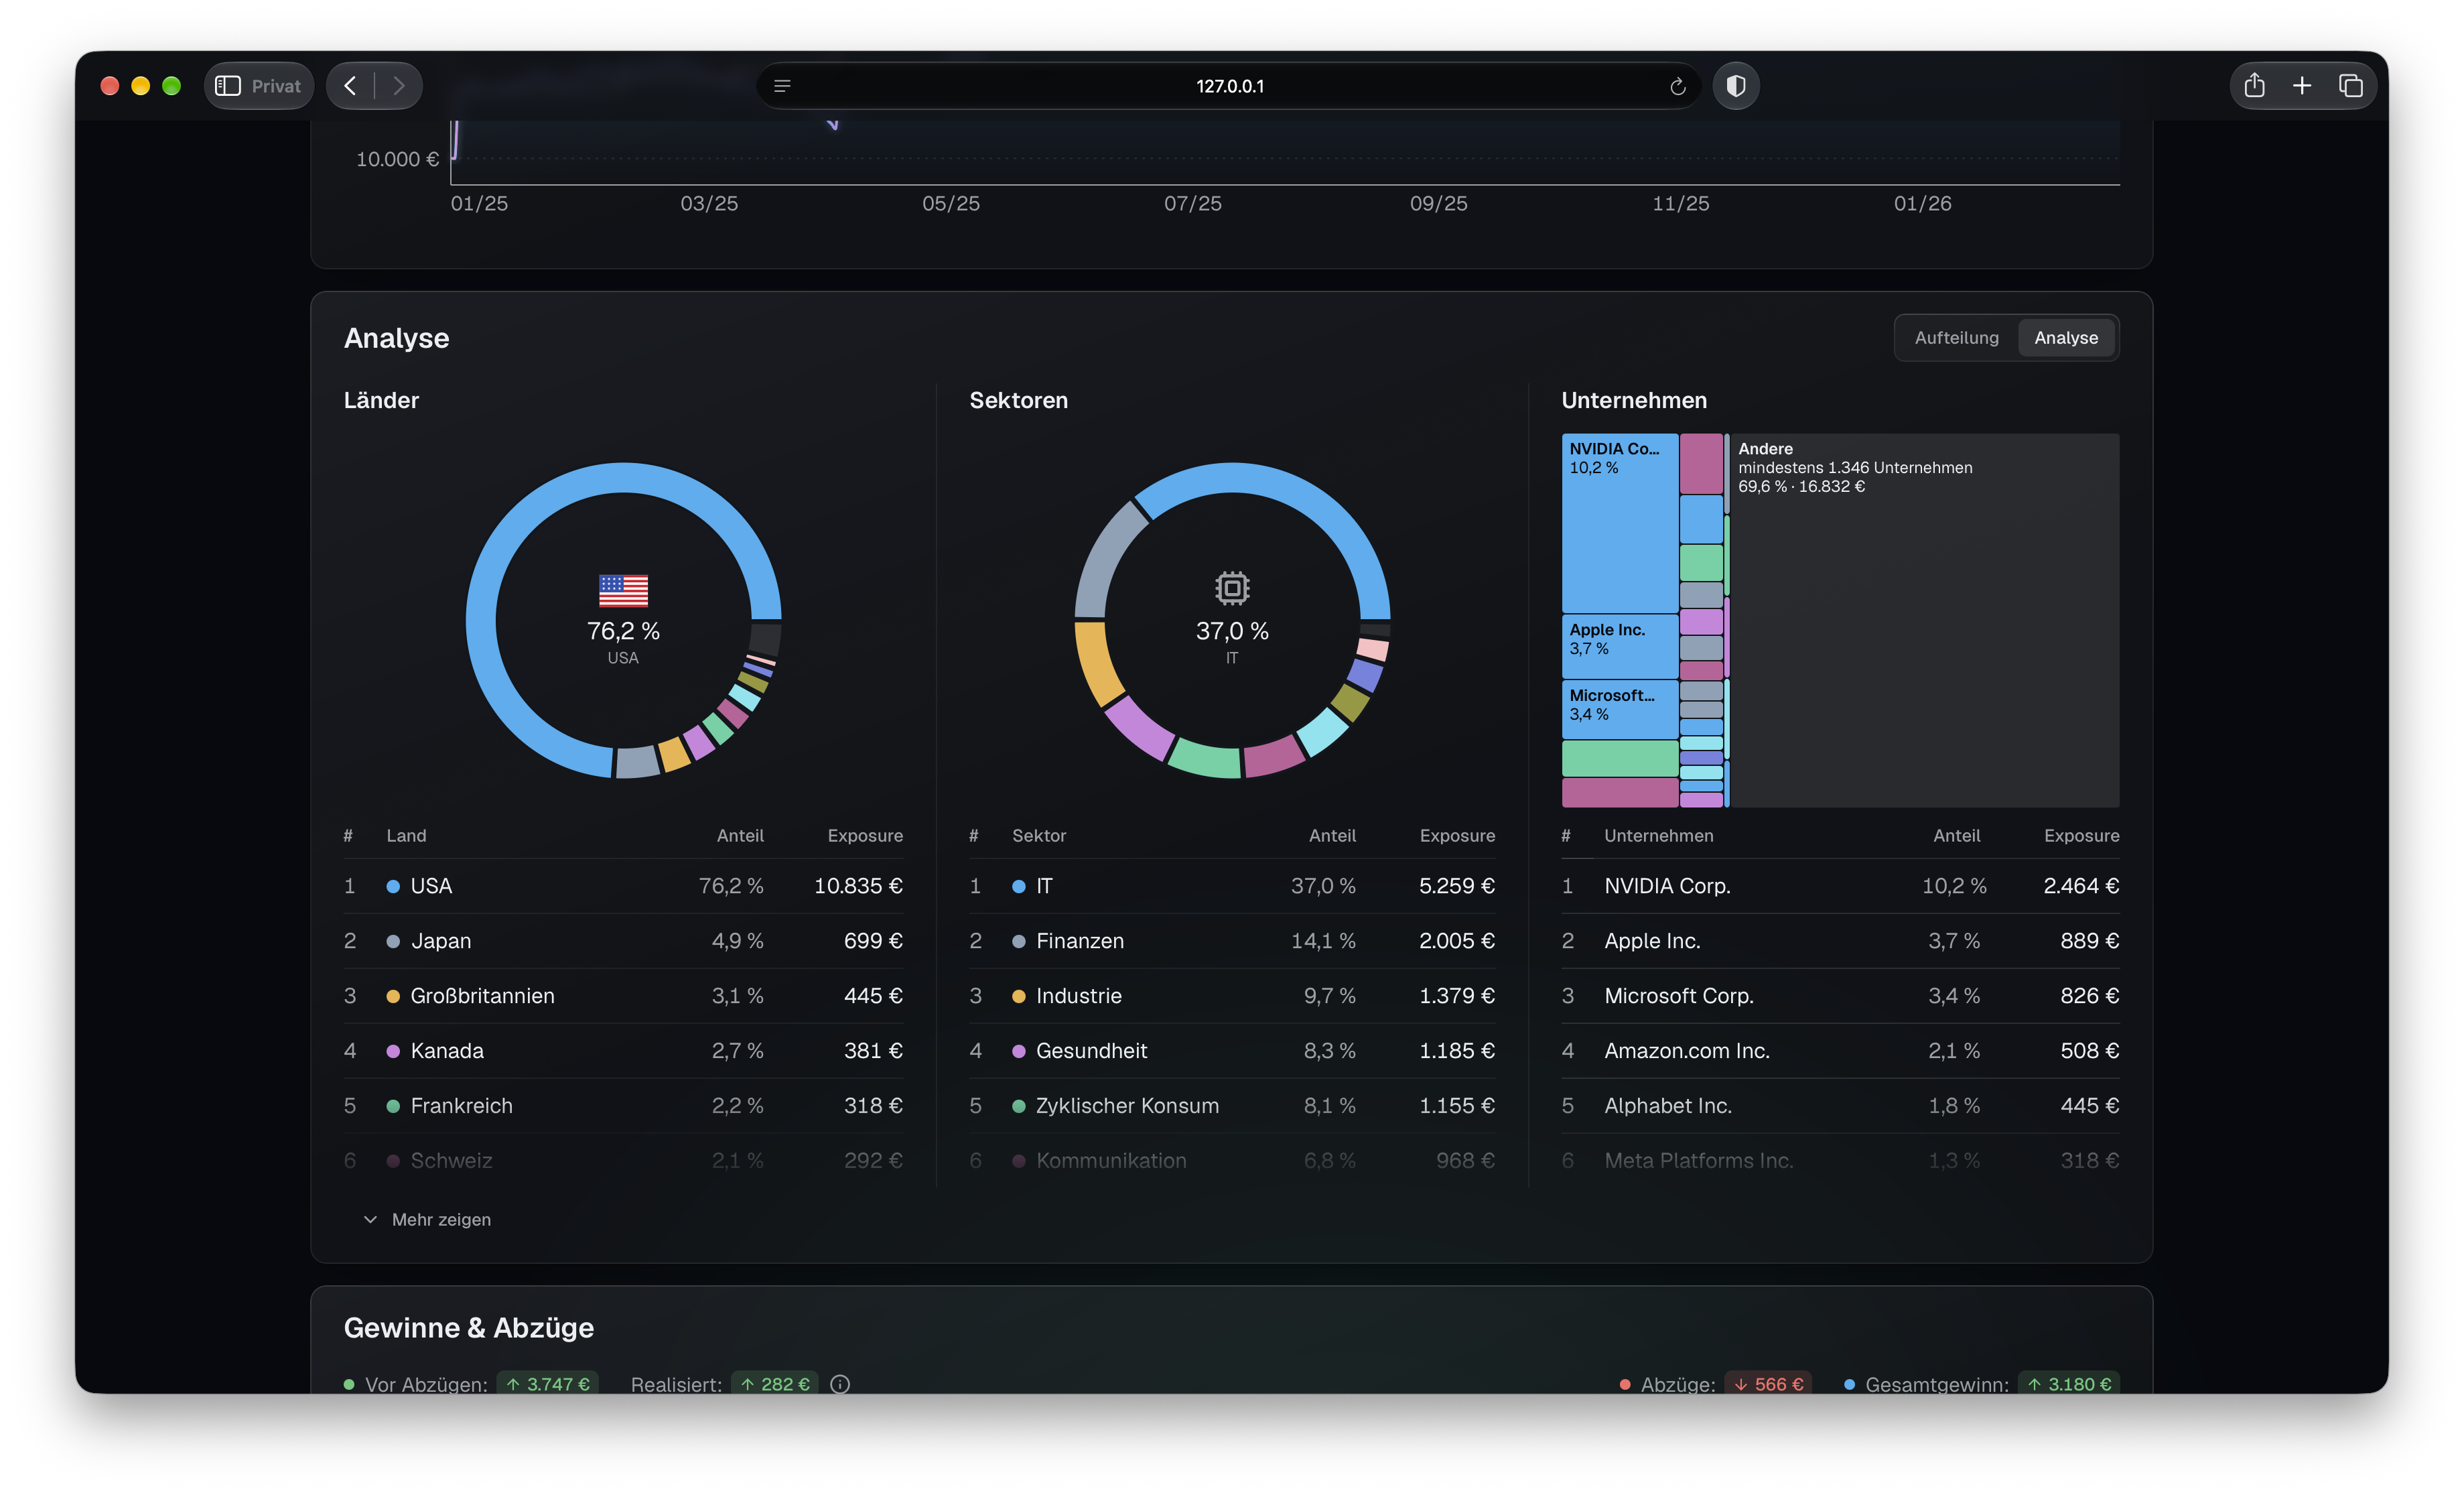 Privat
127.0.0.1
10.000 €
01/25 03/25 05/25 07/25 09/25 11/25 01/26
Analyse
Aufteilung Analyse
Länder
76,2 %
USA
# Land Anteil Exposure
1 USA 76,2 % 10.835 €
2 Japan 4,9 % 699 €
3 Großbritannien 3,1 % 445 €
4 Kanada 2,7 % 381 €
5 Frankreich 2,2 % 318 €
6 Schweiz 2,1 % 292 €
Mehr zeigen
Sektoren
37,0 %
IT
# Sektor Anteil Exposure
1 IT 37,0 % 5.259 €
2 Finanzen 14,1 % 2.005 €
3 Industrie 9,7 % 1.379 €
4 Gesundheit 8,3 % 1.185 €
5 Zyklischer Konsum 8,1 % 1.155 €
6 Kommunikation 6,8 % 968 €
Unternehmen
NVIDIA Co...
10,2 %
Apple Inc.
3,7 %
Microsoft...
3,4 %
Andere
mindestens 1.346 Unternehmen
69,6 % · 16.832 €
# Unternehmen Anteil Exposure
1 NVIDIA Corp. 10,2 % 2.464 €
2 Apple Inc. 3,7 % 889 €
3 Microsoft Corp. 3,4 % 826 €
4 Amazon.com Inc. 2,1 % 508 €
5 Alphabet Inc. 1,8 % 445 €
6 Meta Platforms Inc. 1,3 % 318 €
Gewinne & Abzüge
Vor Abzügen: ↑ 3.747 € Realisiert: ↑ 282 € Abzüge: ↓ 566 € Gesamtgewinn: ↑ 3.180 €